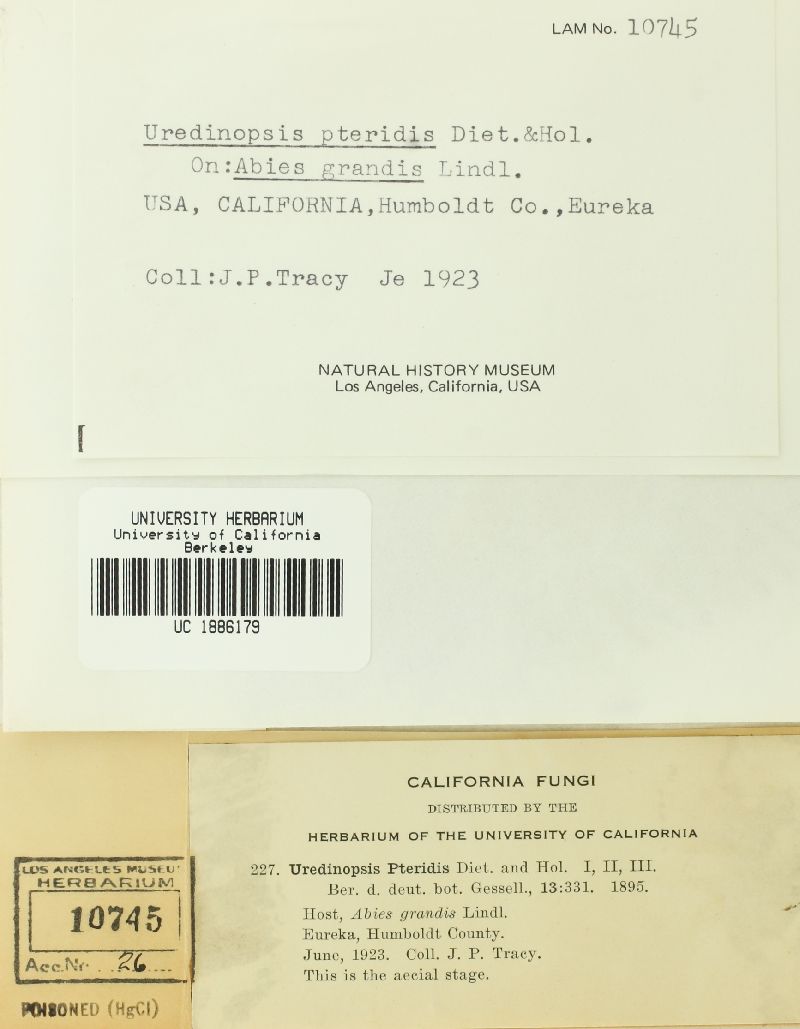 LAM No. 10745
Uredinopsis pteridis Diet.&Hol.
On:Abies grandis Lindl.
USA, CALIFORNIA,Humboldt Co.,Eureka
Coll:J.P.Tracy Je 1923
NATURAL HISTORY MUSEUM
Los Angeles, California, USA
UNIVERSITY HERBARIUM
University of California
Berkeley
UC 1886179
CALIFORNIA FUNGI
DISTRIBUTED BY THE
HERBARIUM OF THE UNIVERSITY OF CALIFORNIA
227. Uredinopsis Pteridis Diet. and Hol. I, II, III.
Ber. d. deut. bot. Gessell., 13:331. 1895.
Host, Abies grandis Lindl.
Eureka, Humboldt County.
June, 1923. Coll. J. P. Tracy.
This is the aecial stage.
LOS ANGELES MUSEU
HERBARIUM
10745
Acc.Nr. 26
POISONED (HgCl)